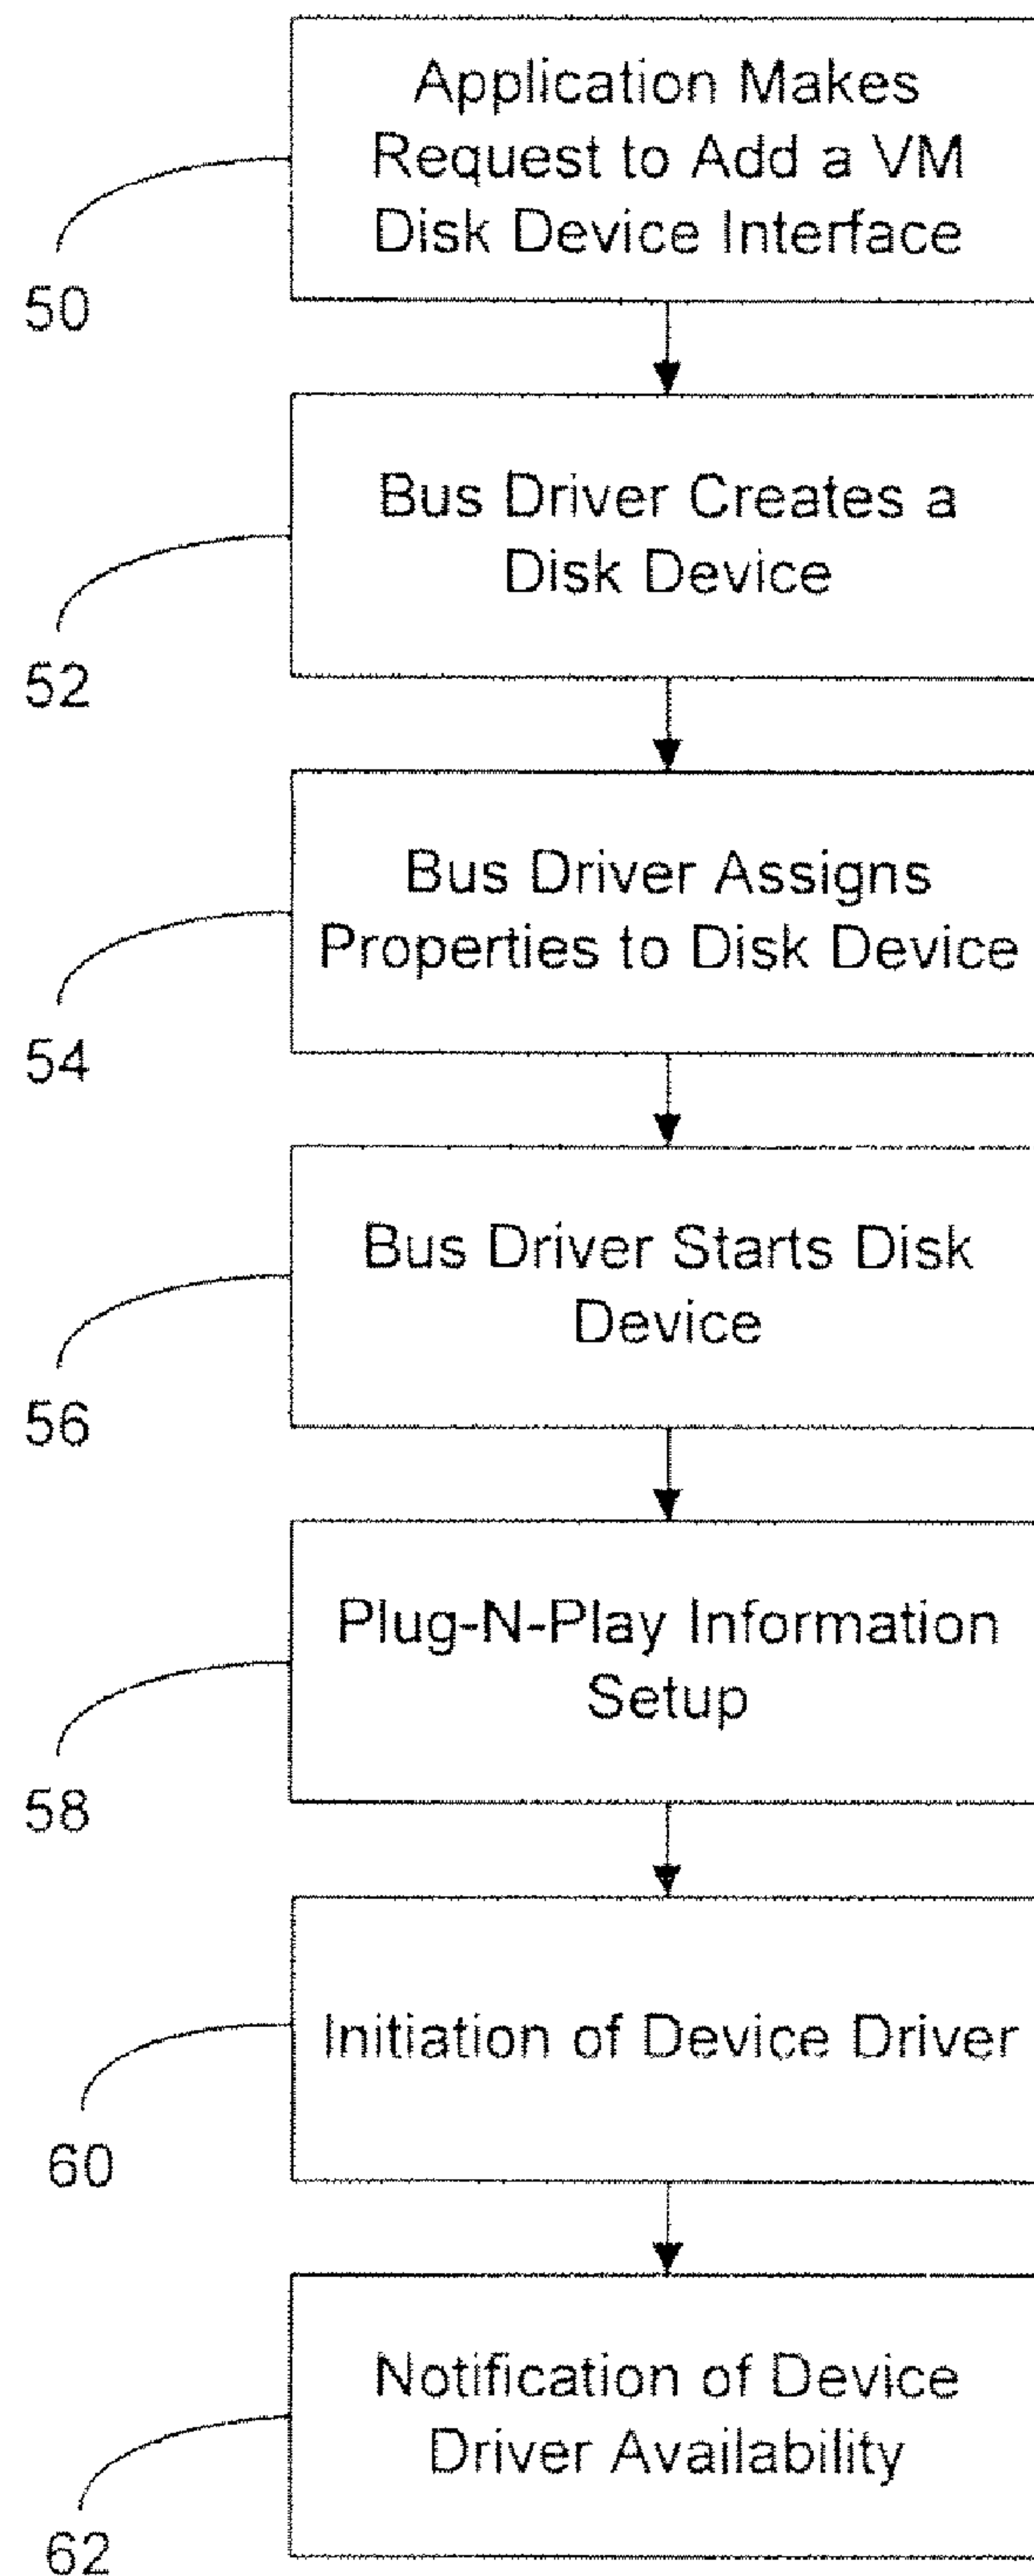 Application Makes
Request to Add a VM
Disk Device Interface
50
Bus Driver Creates a
Disk Device
52
Bus Driver Assigns
Properties to Disk Device
54
Bus Driver Starts Disk
Device
56
Plug-N-Play Information
Setup
58
Initiation of Device Driver
60
Notification of Device
Driver Availability
62